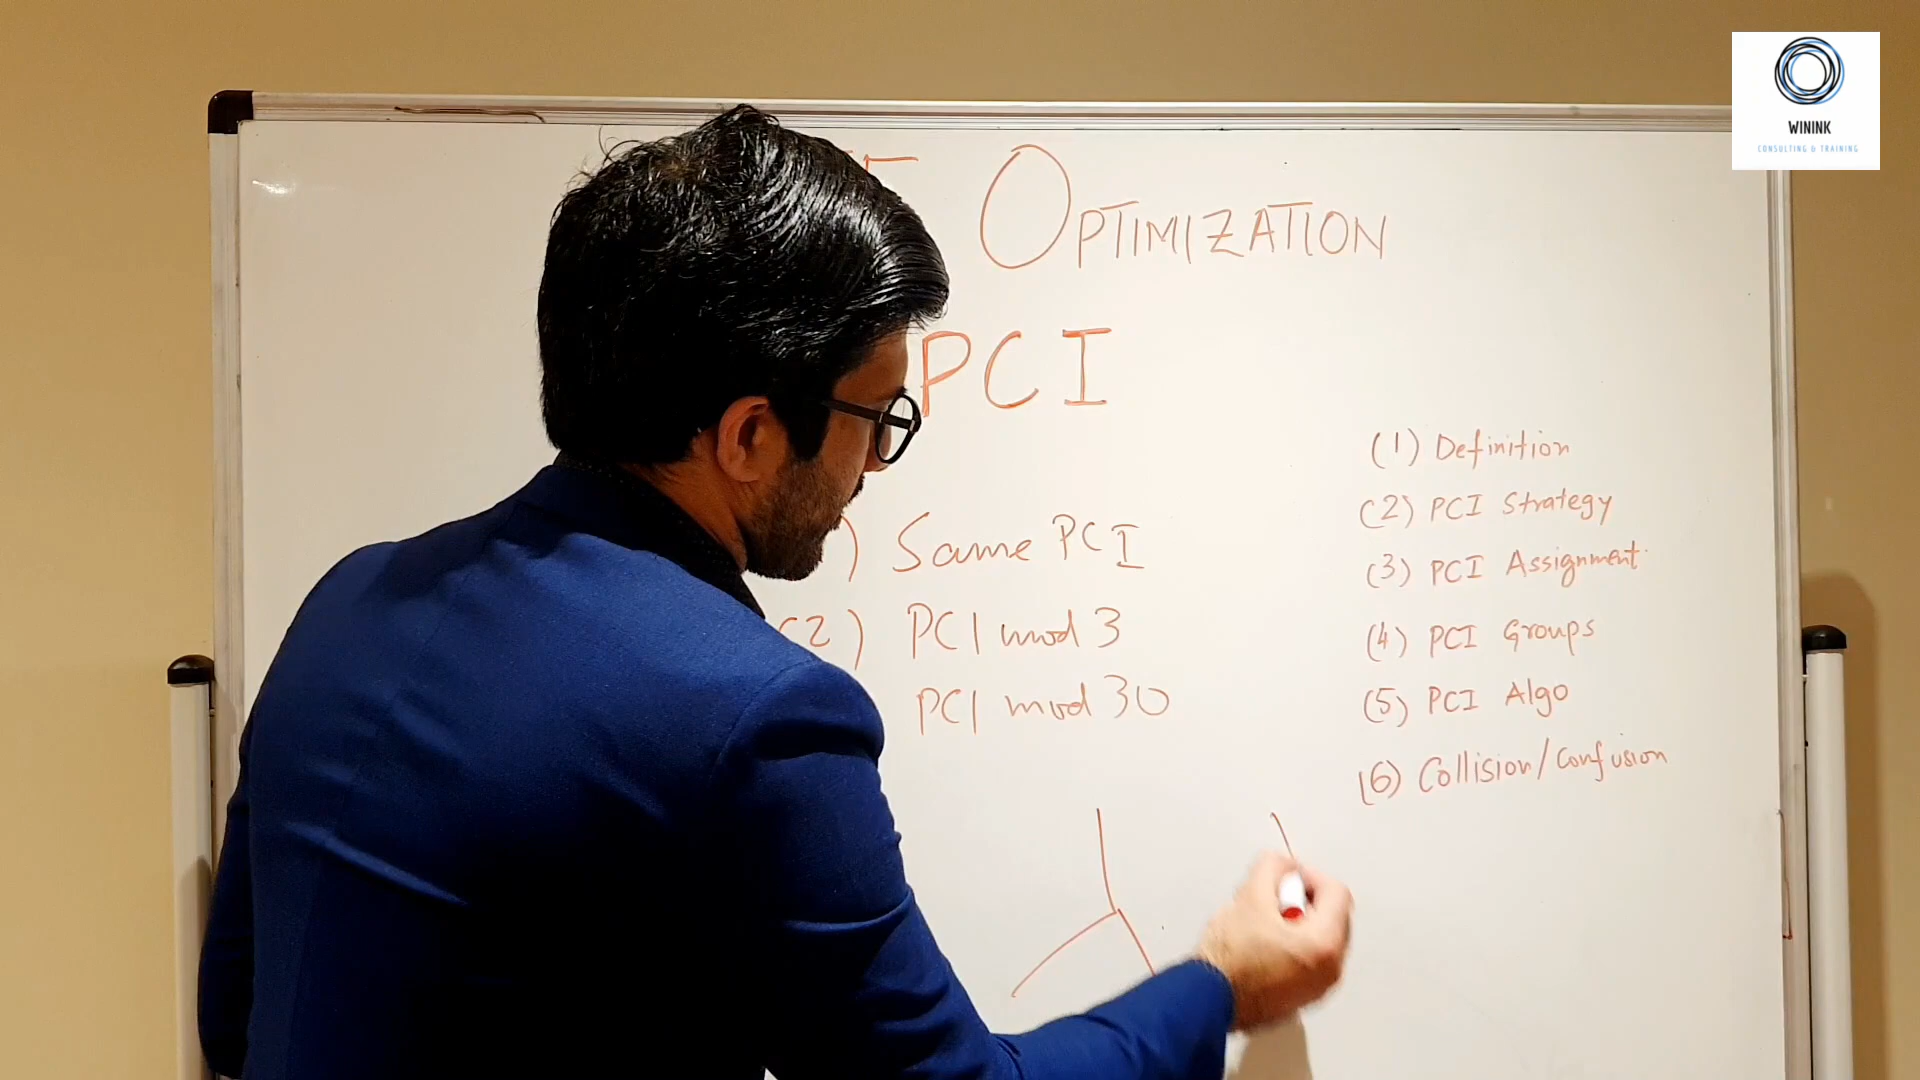 OPTIMIZATION
PCI
) Same PCI
(2) PCI mod 3
PCI mod 30
(1) Definition
(2) PCI Strategy
(3) PCI Assignment
(4) PCI Groups
(5) PCI Algo
(6) Collision/Confusion
WININK
CONSULTING & TRAINING